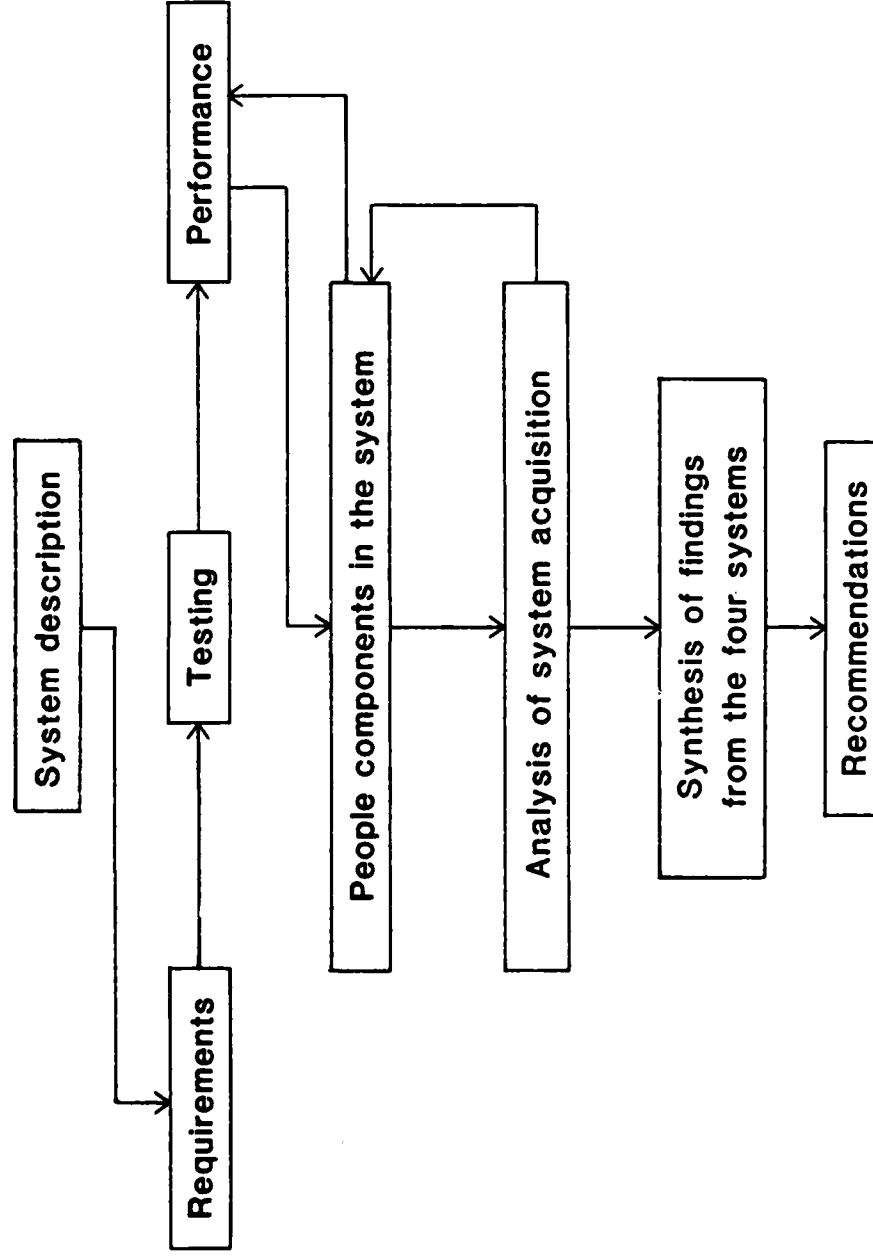 System description
Requirements
Testing
Performance
People components in the system
Analysis of system acquisition
Synthesis of findings
from the four systems
Recommendations